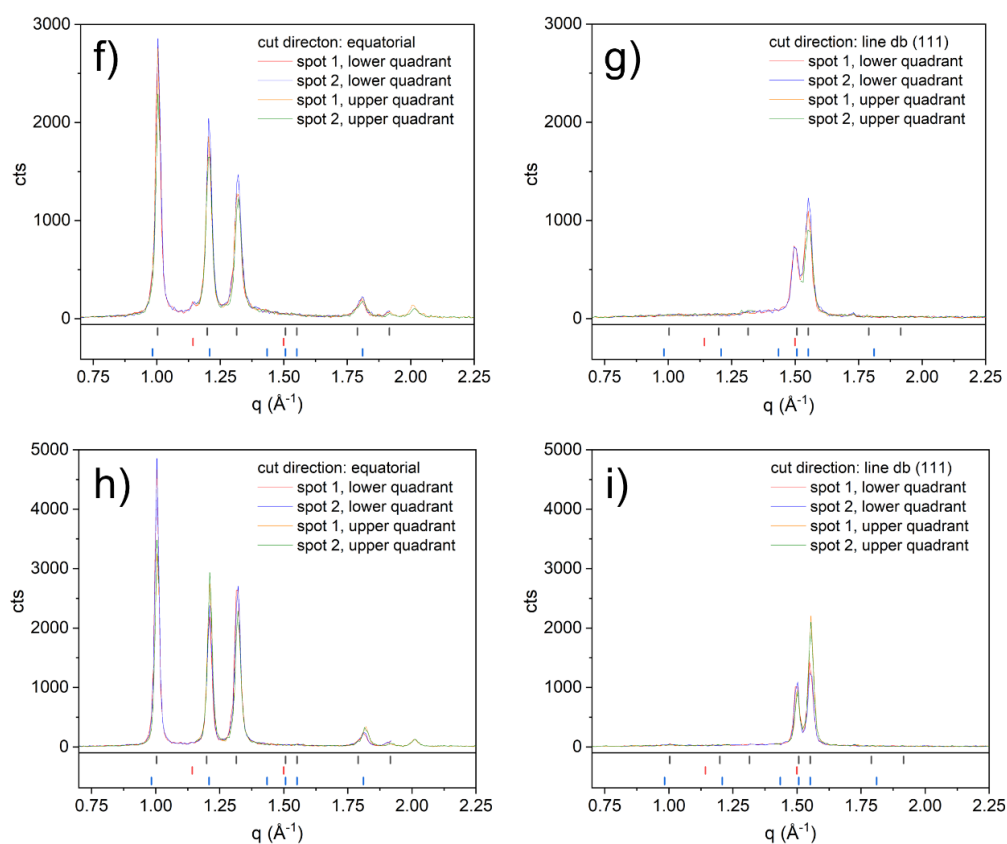 f)
cut directon: equatorial
spot 1, lower quadrant
spot 2, lower quadrant
spot 1, upper quadrant
spot 2, upper quadrant
cts
3000
2000
1000
0
0.75 1.00 1.25 1.50 1.75 2.00 2.25
q (Å⁻¹)
g)
cut direction: line db (111)
spot 1, lower quadrant
spot 2, lower quadrant
spot 1, upper quadrant
spot 2, upper quadrant
cts
3000
2000
1000
0
0.75 1.00 1.25 1.50 1.75 2.00 2.25
q (Å⁻¹)
h)
cut direction: equatorial
spot 1, lower quadrant
spot 2, lower quadrant
spot 1, upper quadrant
spot 2, upper quadrant
cts
5000
4000
3000
2000
1000
0
0.75 1.00 1.25 1.50 1.75 2.00 2.25
q (Å⁻¹)
i)
cut direction: line db (111)
spot 1, lower quadrant
spot 2, lower quadrant
spot 1, upper quadrant
spot 2, upper quadrant
cts
5000
4000
3000
2000
1000
0
0.75 1.00 1.25 1.50 1.75 2.00 2.25
q (Å⁻¹)